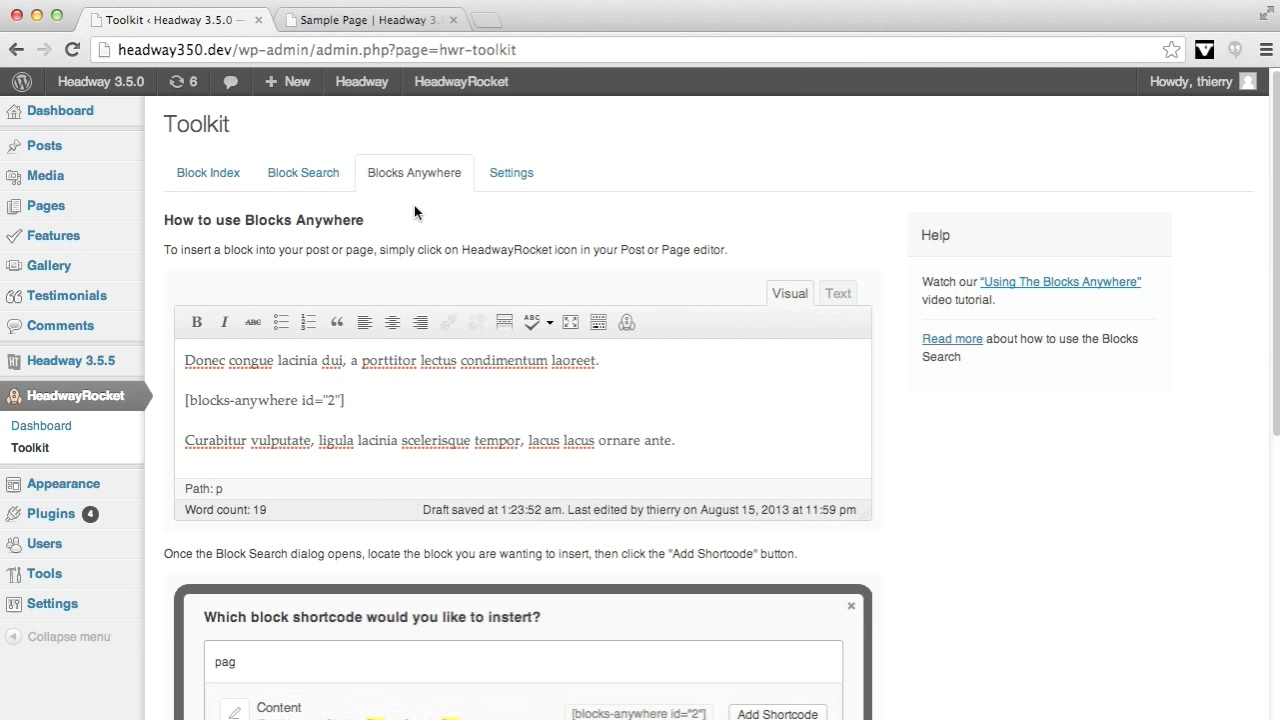 Toolkit ‹ Headway 3.5.0 —
Sample Page | Headway 3.
headway350.dev/wp-admin/admin.php?page=hwr-toolkit
Headway 3.5.0
6
New
Headway
HeadwayRocket
Howdy, thierry
Dashboard
Posts
Media
Pages
Features
Gallery
Testimonials
Comments
Headway 3.5.5
HeadwayRocket
Dashboard
Toolkit
Appearance
Plugins 4
Users
Tools
Settings
Collapse menu
Toolkit
Block Index
Block Search
Blocks Anywhere
Settings
How to use Blocks Anywhere
To insert a block into your post or page, simply click on HeadwayRocket icon in your Post or Page editor.
Visual
Text
B I ABC
ABC
Donec congue lacinia dui, a porttitor lectus condimentum laoreet.
[blocks-anywhere id="2"]
Curabitur vulputate, ligula lacinia scelerisque tempor, lacus lacus ornare ante.
Path: p
Word count: 19
Draft saved at 1:23:52 am. Last edited by thierry on August 15, 2013 at 11:59 pm
Once the Block Search dialog opens, locate the block you are wanting to insert, then click the "Add Shortcode" button.
Which block shortcode would you like to instert?
pag
Content
[blocks-anywhere id="2"]
Add Shortcode
Help
Watch our “Using The Blocks Anywhere”
video tutorial.
Read more about how to use the Blocks
Search